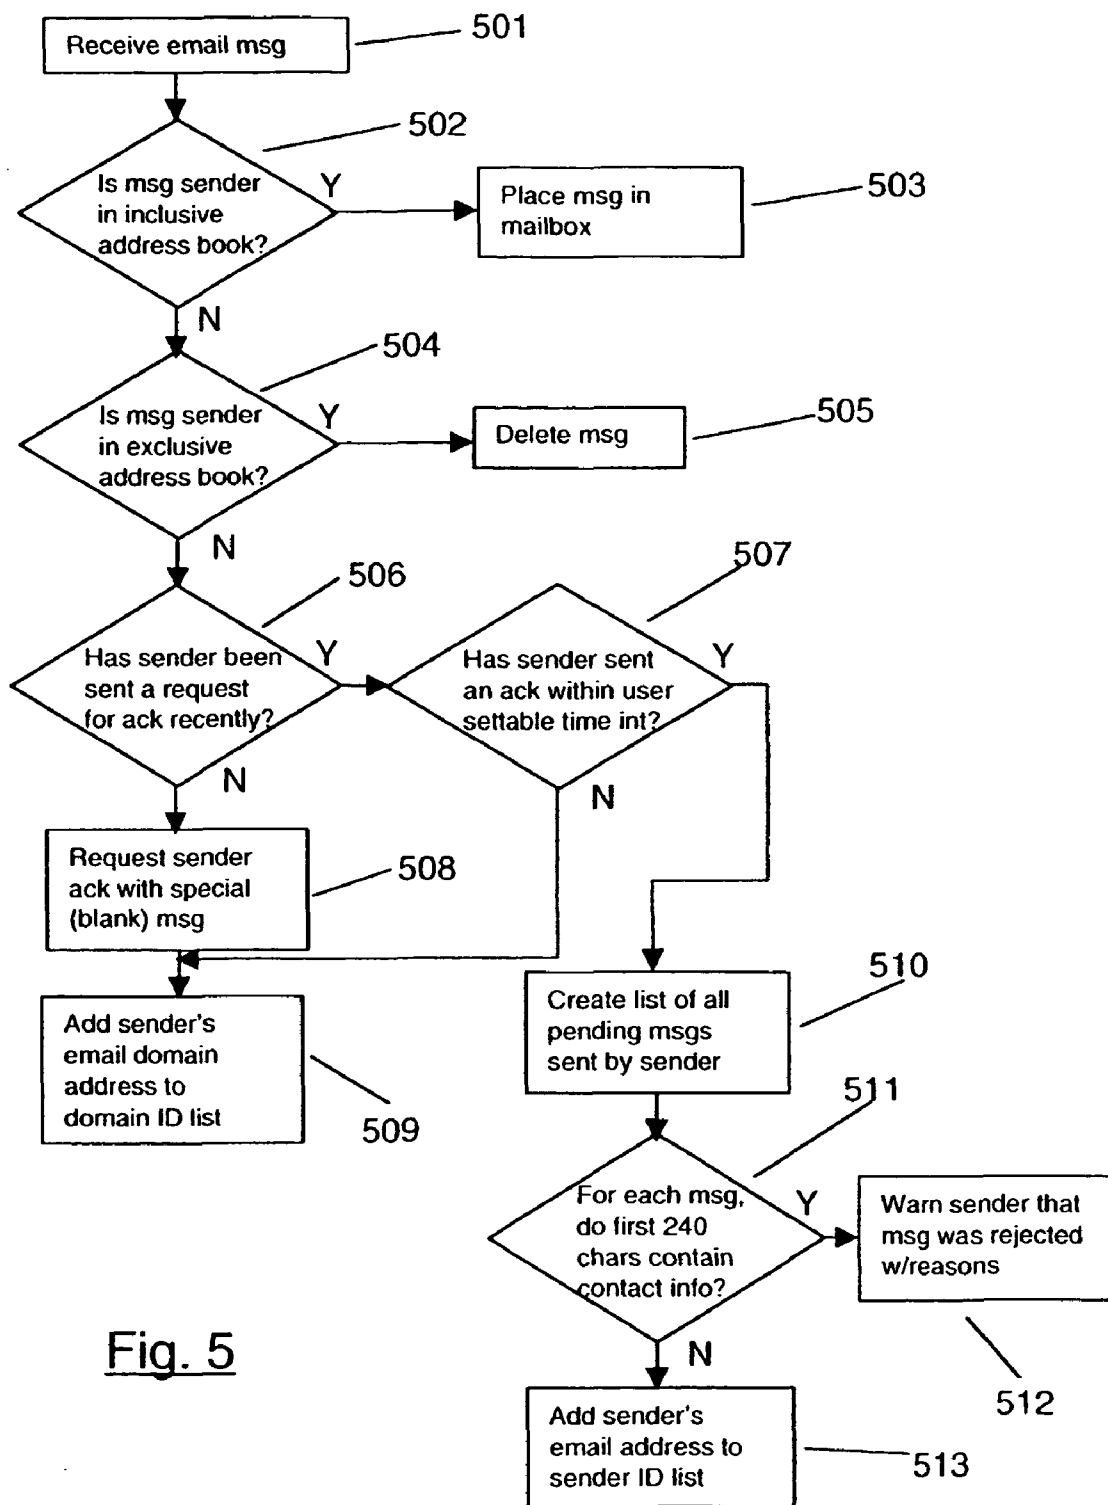 Receive email msg
501
502
Is msg sender
in inclusive
address book?
Y
Place msg in
mailbox
503
N
504
Is msg sender
in exclusive
address book?
Y
Delete msg
505
N
506
507
Has sender been
sent a request
for ack recently?
Y
Has sender sent
an ack within user
settable time int?
Y
N
N
Request sender
ack with special
(blank) msg
508
Add sender's
email domain
address to
domain ID list
509
Create list of all
pending msgs
sent by sender
510
511
For each msg,
do first 240
chars contain
contact info?
Y
Warn sender that
msg was rejected
w/reasons
512
N
Fig. 5
Add sender's
email address to
sender ID list
513